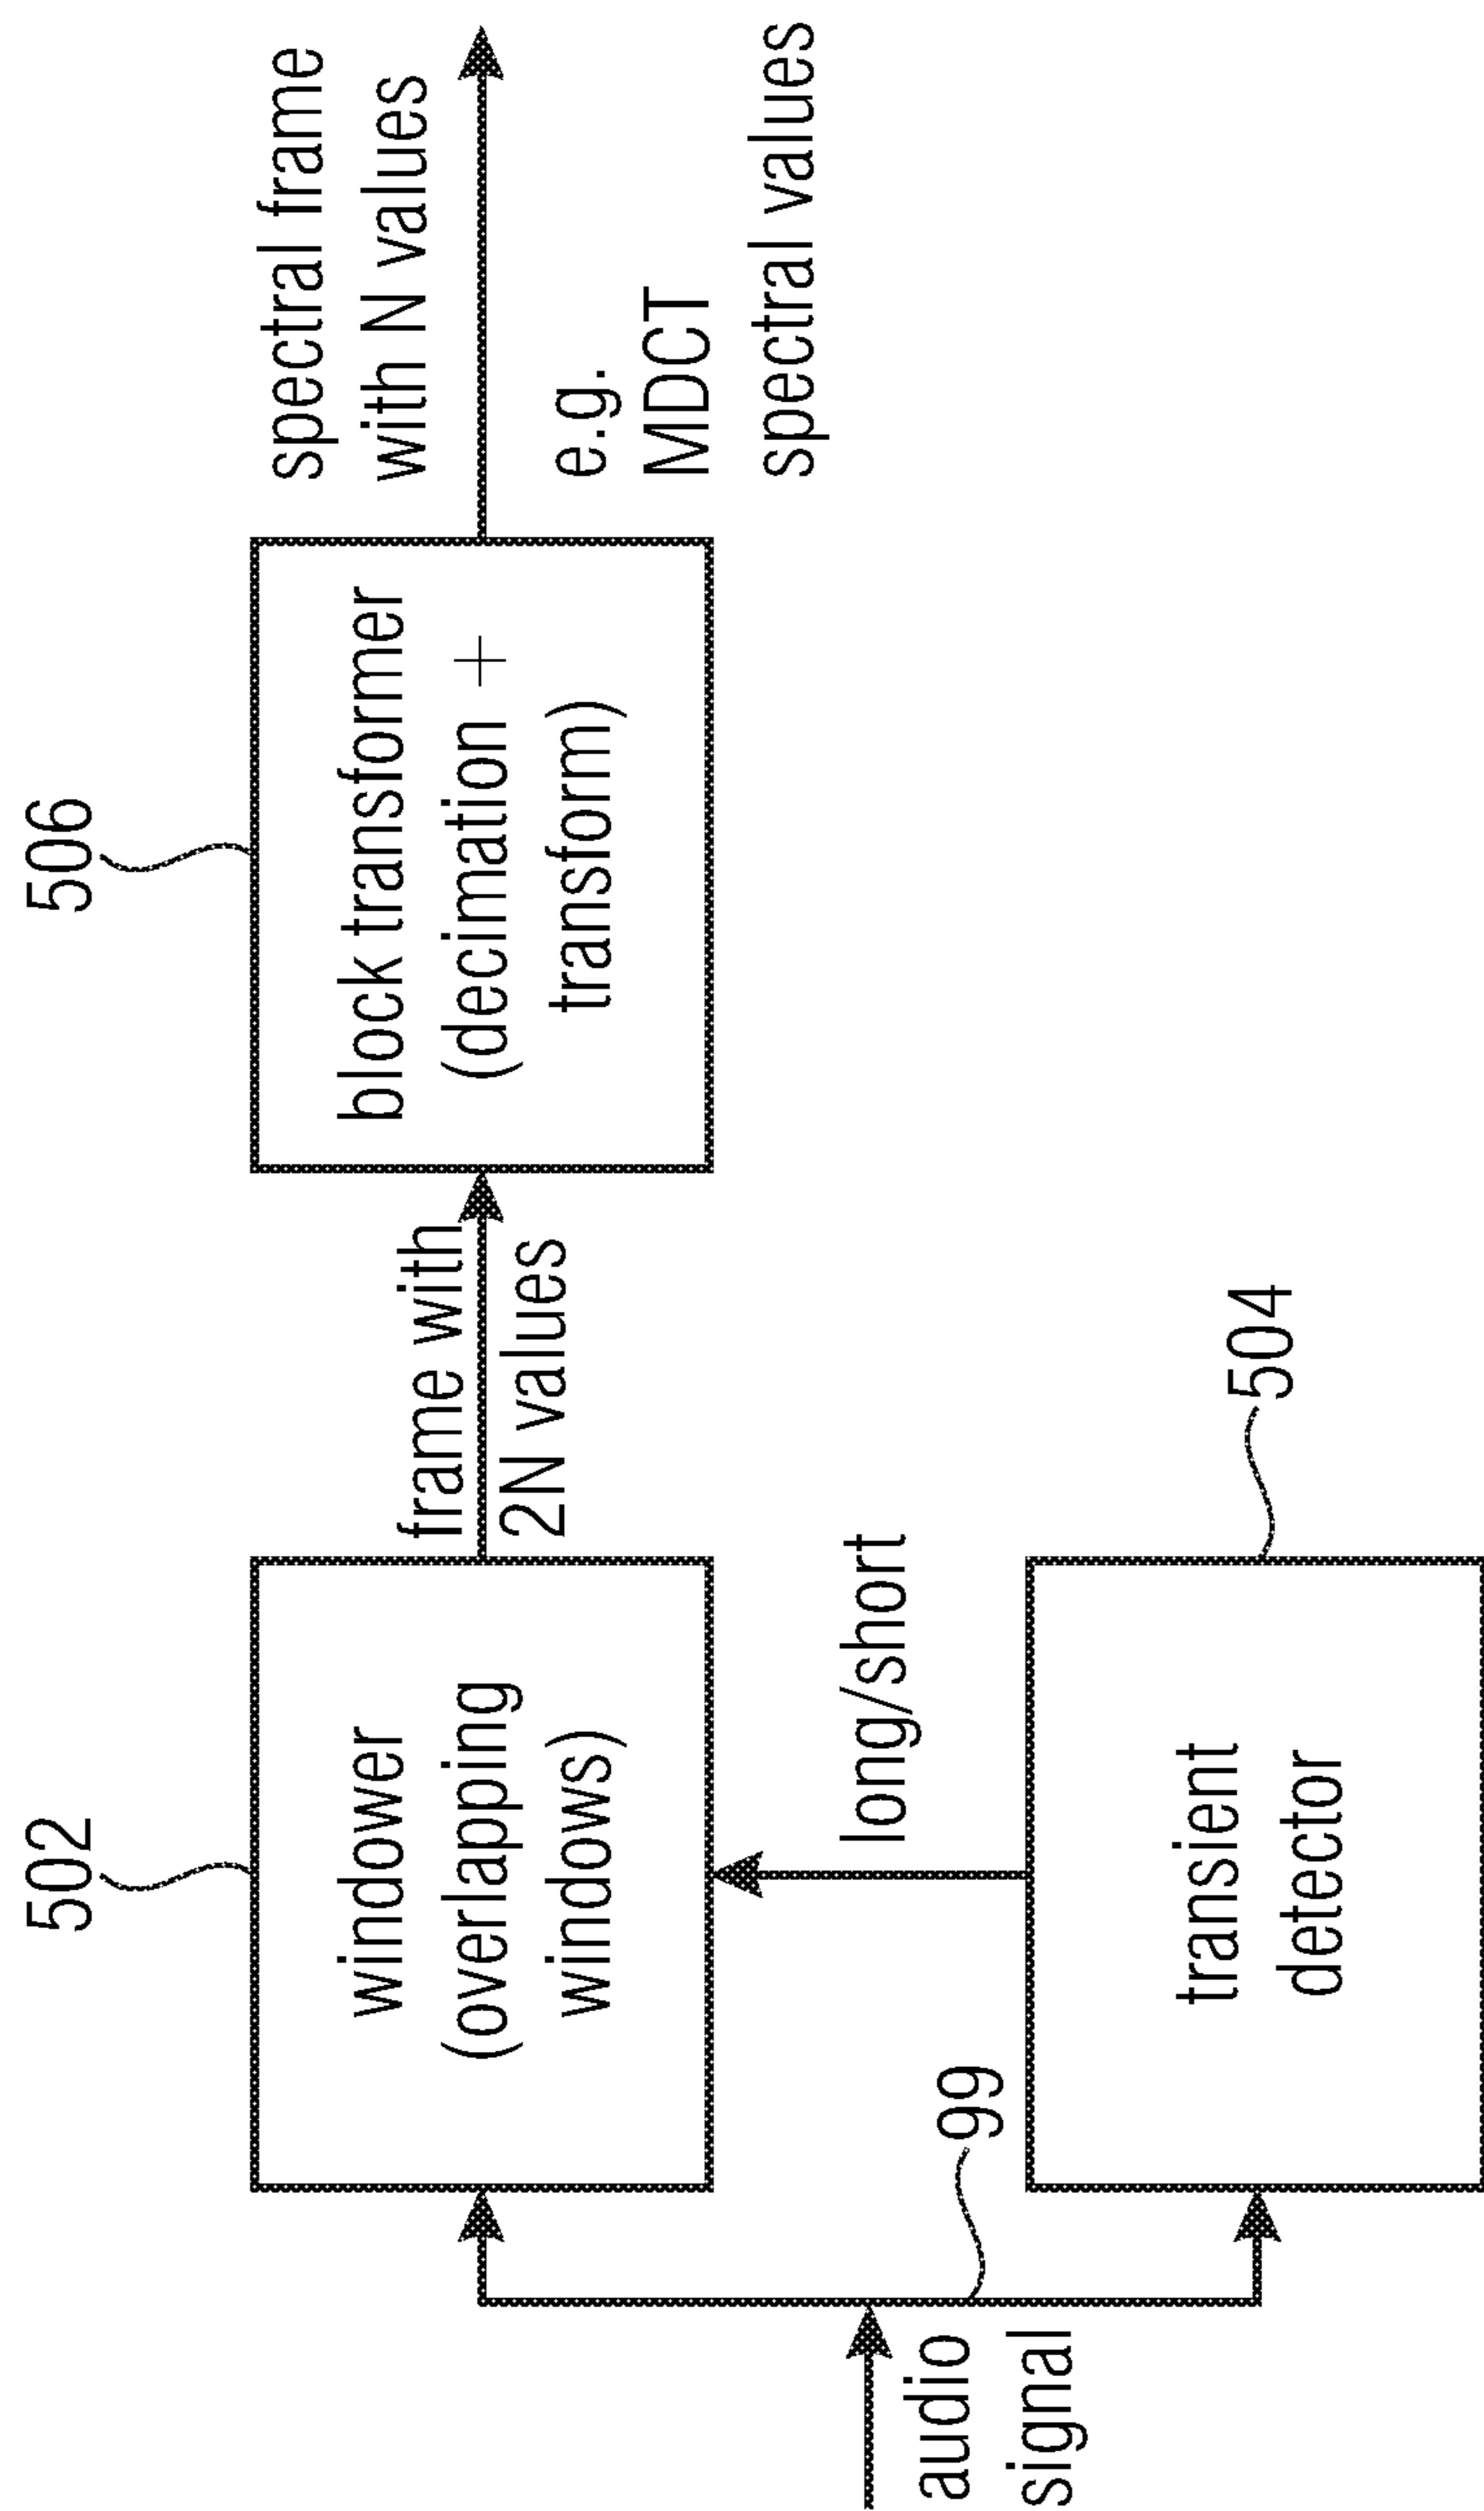 502
506
windower
(overlapping
windows)
frame with
2N values
block transformer
(decimation +
transform)
spectral frame
with N values
e.g.
MDCT
spectral values
audio
signal
99
long/short
transient
detector
504